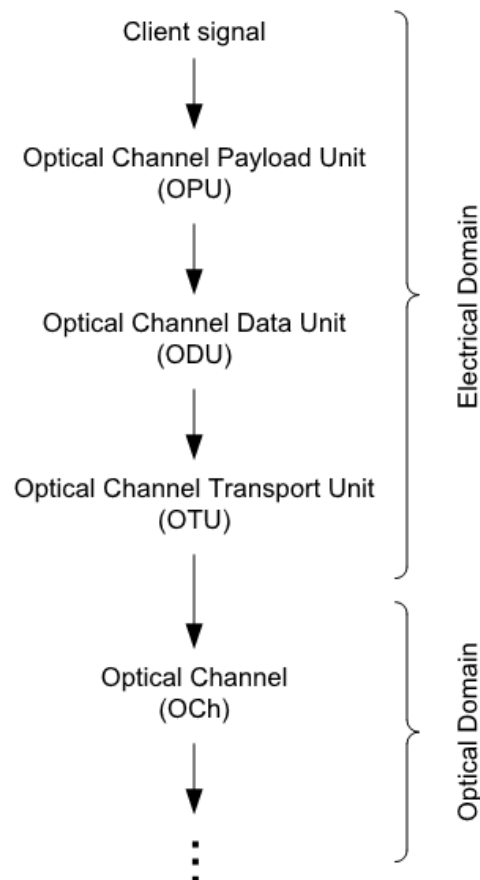 Client signal
Optical Channel Payload Unit
(OPU)
Optical Channel Data Unit
(ODU)
Optical Channel Transport Unit
(OTU)
Electrical Domain
Optical Channel
(OCh)
Optical Domain